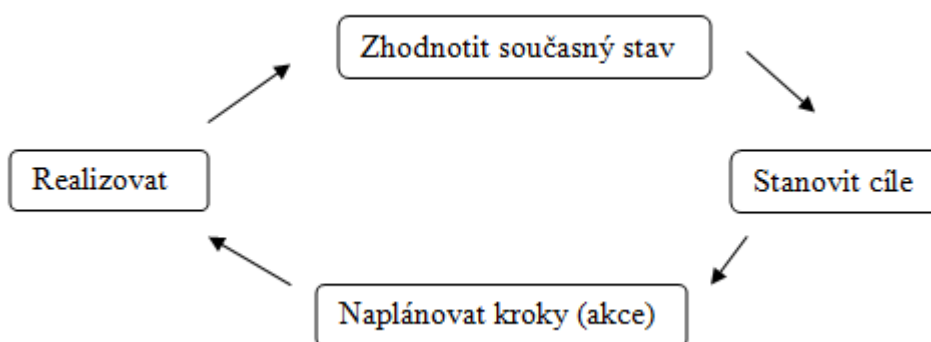 Zhodnotit současný stav
Realizovat
Stanovit cíle
Naplánovat kroky (akce)